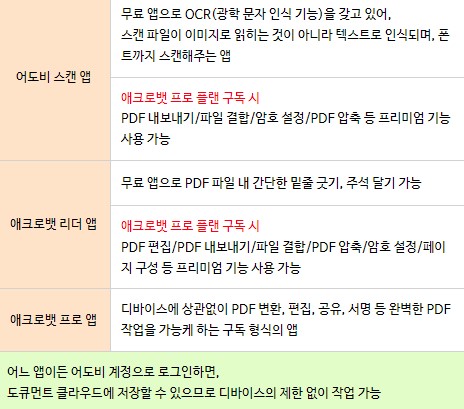 어도비 스캔 앱
무료 앱으로 OCR(광학 문자 인식 기능)을 갖고 있어,
스캔 파일이 이미지로 읽히는 것이 아니라 텍스트로 인식되며, 폰
트까지 스캔해주는 앱
애크로뱃 프로 플랜 구독 시
PDF 내보내기/파일 결합/암호 설정/PDF 압축 등 프리미엄 기능
사용 가능
애크로뱃 리더 앱
무료 앱으로 PDF 파일 내 간단한 밑줄 긋기, 주석 달기 가능
애크로뱃 프로 플랜 구독 시
PDF 편집/PDF 내보내기/파일 결합/PDF 압축/암호 설정/페이
지 구성 등 프리미엄 기능 사용 가능
애크로뱃 프로 앱
디바이스에 상관없이 PDF 변환, 편집, 공유, 서명 등 완벽한 PDF
작업을 가능케 하는 구독 형식의 앱
어느 앱이든 어도비 계정으로 로그인하면,
도큐먼트 클라우드에 저장할 수 있으므로 디바이스의 제한 없이 작업 가능